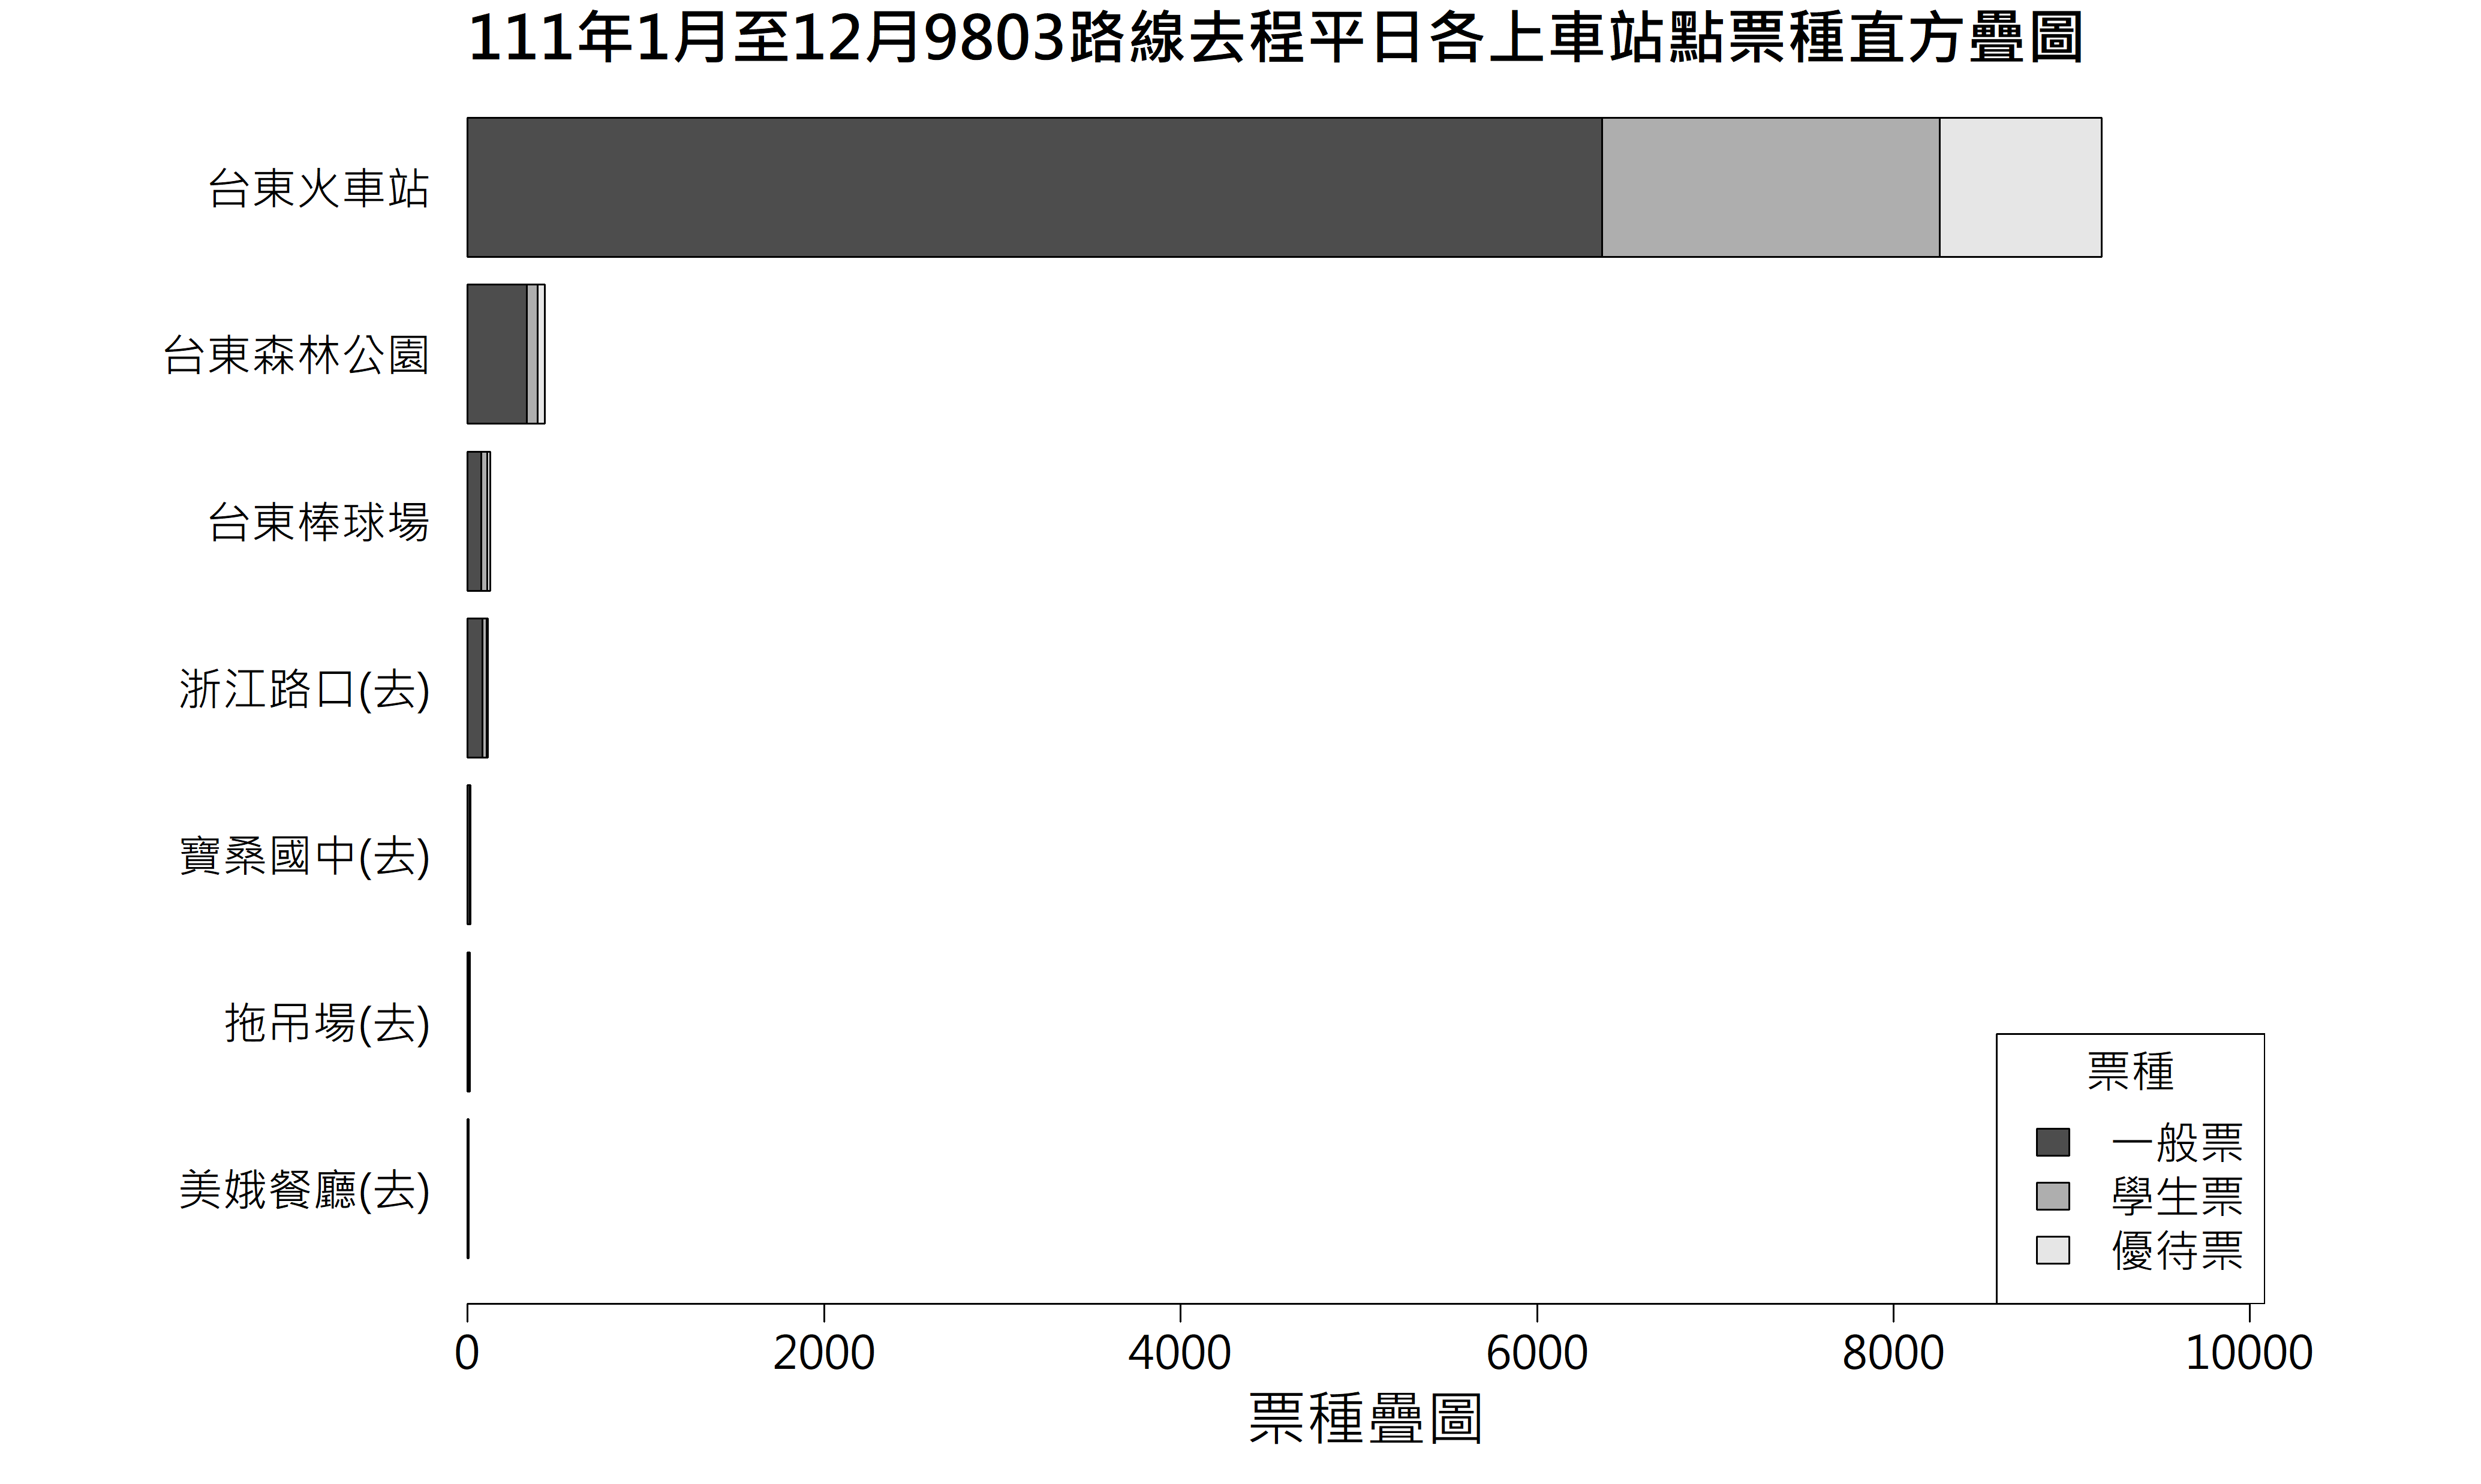 111年1月至12月9803路線去程平日各上車站點票種直方疊圖
台東火車站
台東森林公園
台東棒球場
浙江路口(去)
寶桑國中(去)
拖吊場(去)
美娥餐廳(去)
票種
一般票
學生票
優待票
0 2000 4000 6000 8000 10000
票種疊圖